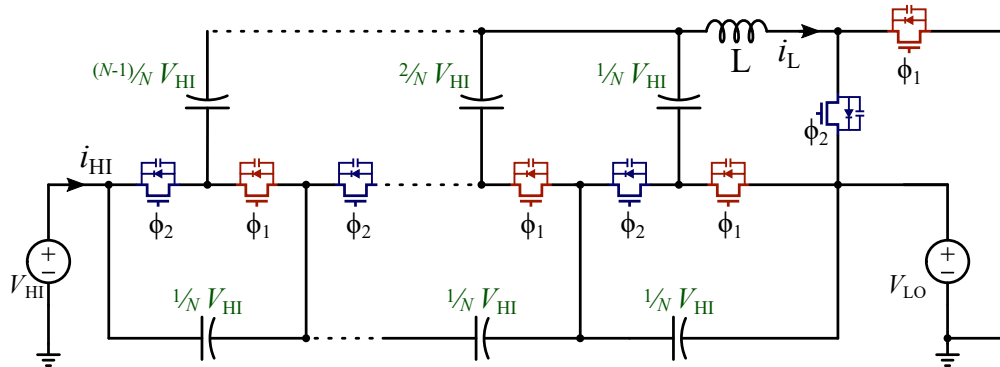 (N-1)/N VHI
2/N VHI
1/N VHI
L
iL
ϕ1
ϕ2
iHI
ϕ2
ϕ1
ϕ2
ϕ1
ϕ2
ϕ1
+
−
VHI
+
−
VLO
1/N VHI
1/N VHI
1/N VHI